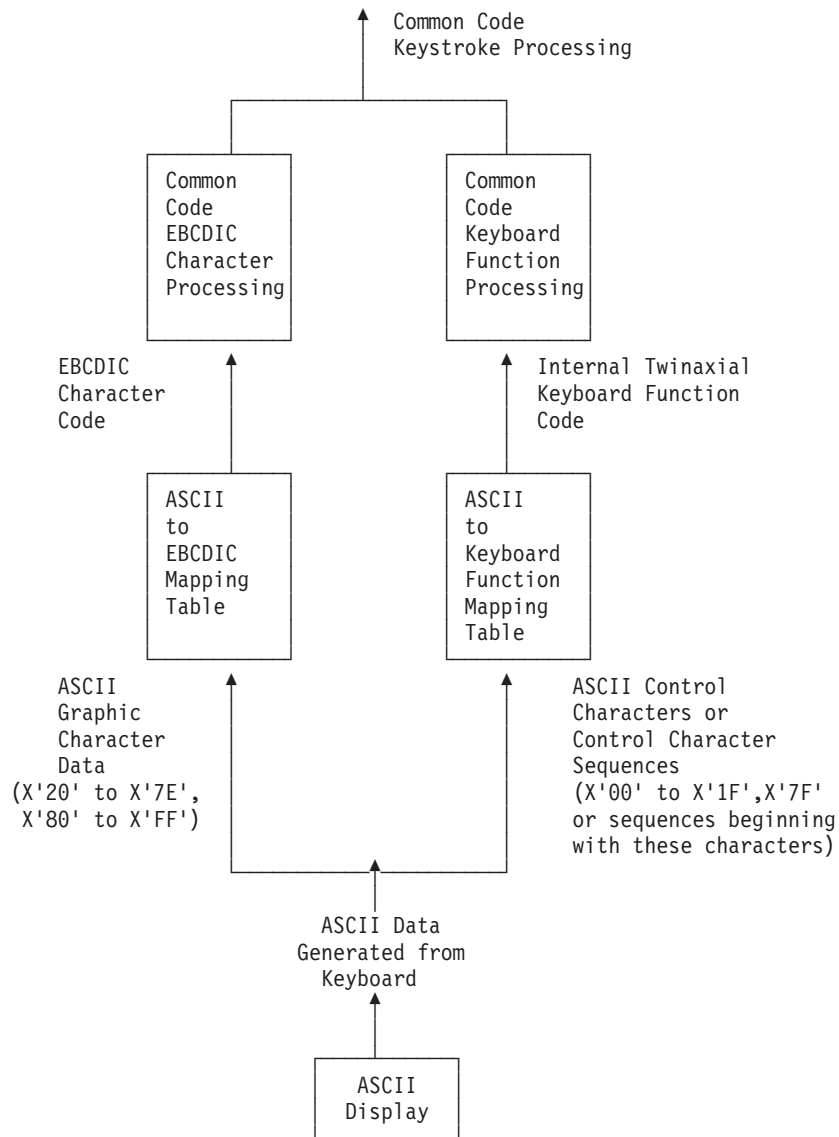 Common Code
Keystroke Processing
Common
Code
EBCDIC
Character
Processing
Common
Code
Keyboard
Function
Processing
EBCDIC
Character
Code
Internal Twinaxial
Keyboard Function
Code
ASCII
to
EBCDIC
Mapping
Table
ASCII
to
Keyboard
Function
Mapping
Table
ASCII
Graphic
Character
Data
(X'20' to X'7E',
X'80' to X'FF')
ASCII Control
Characters or
Control Character
Sequences
(X'00' to X'1F',X'7F'
or sequences beginning
with these characters)
ASCII Data
Generated from
Keyboard
ASCII
Display